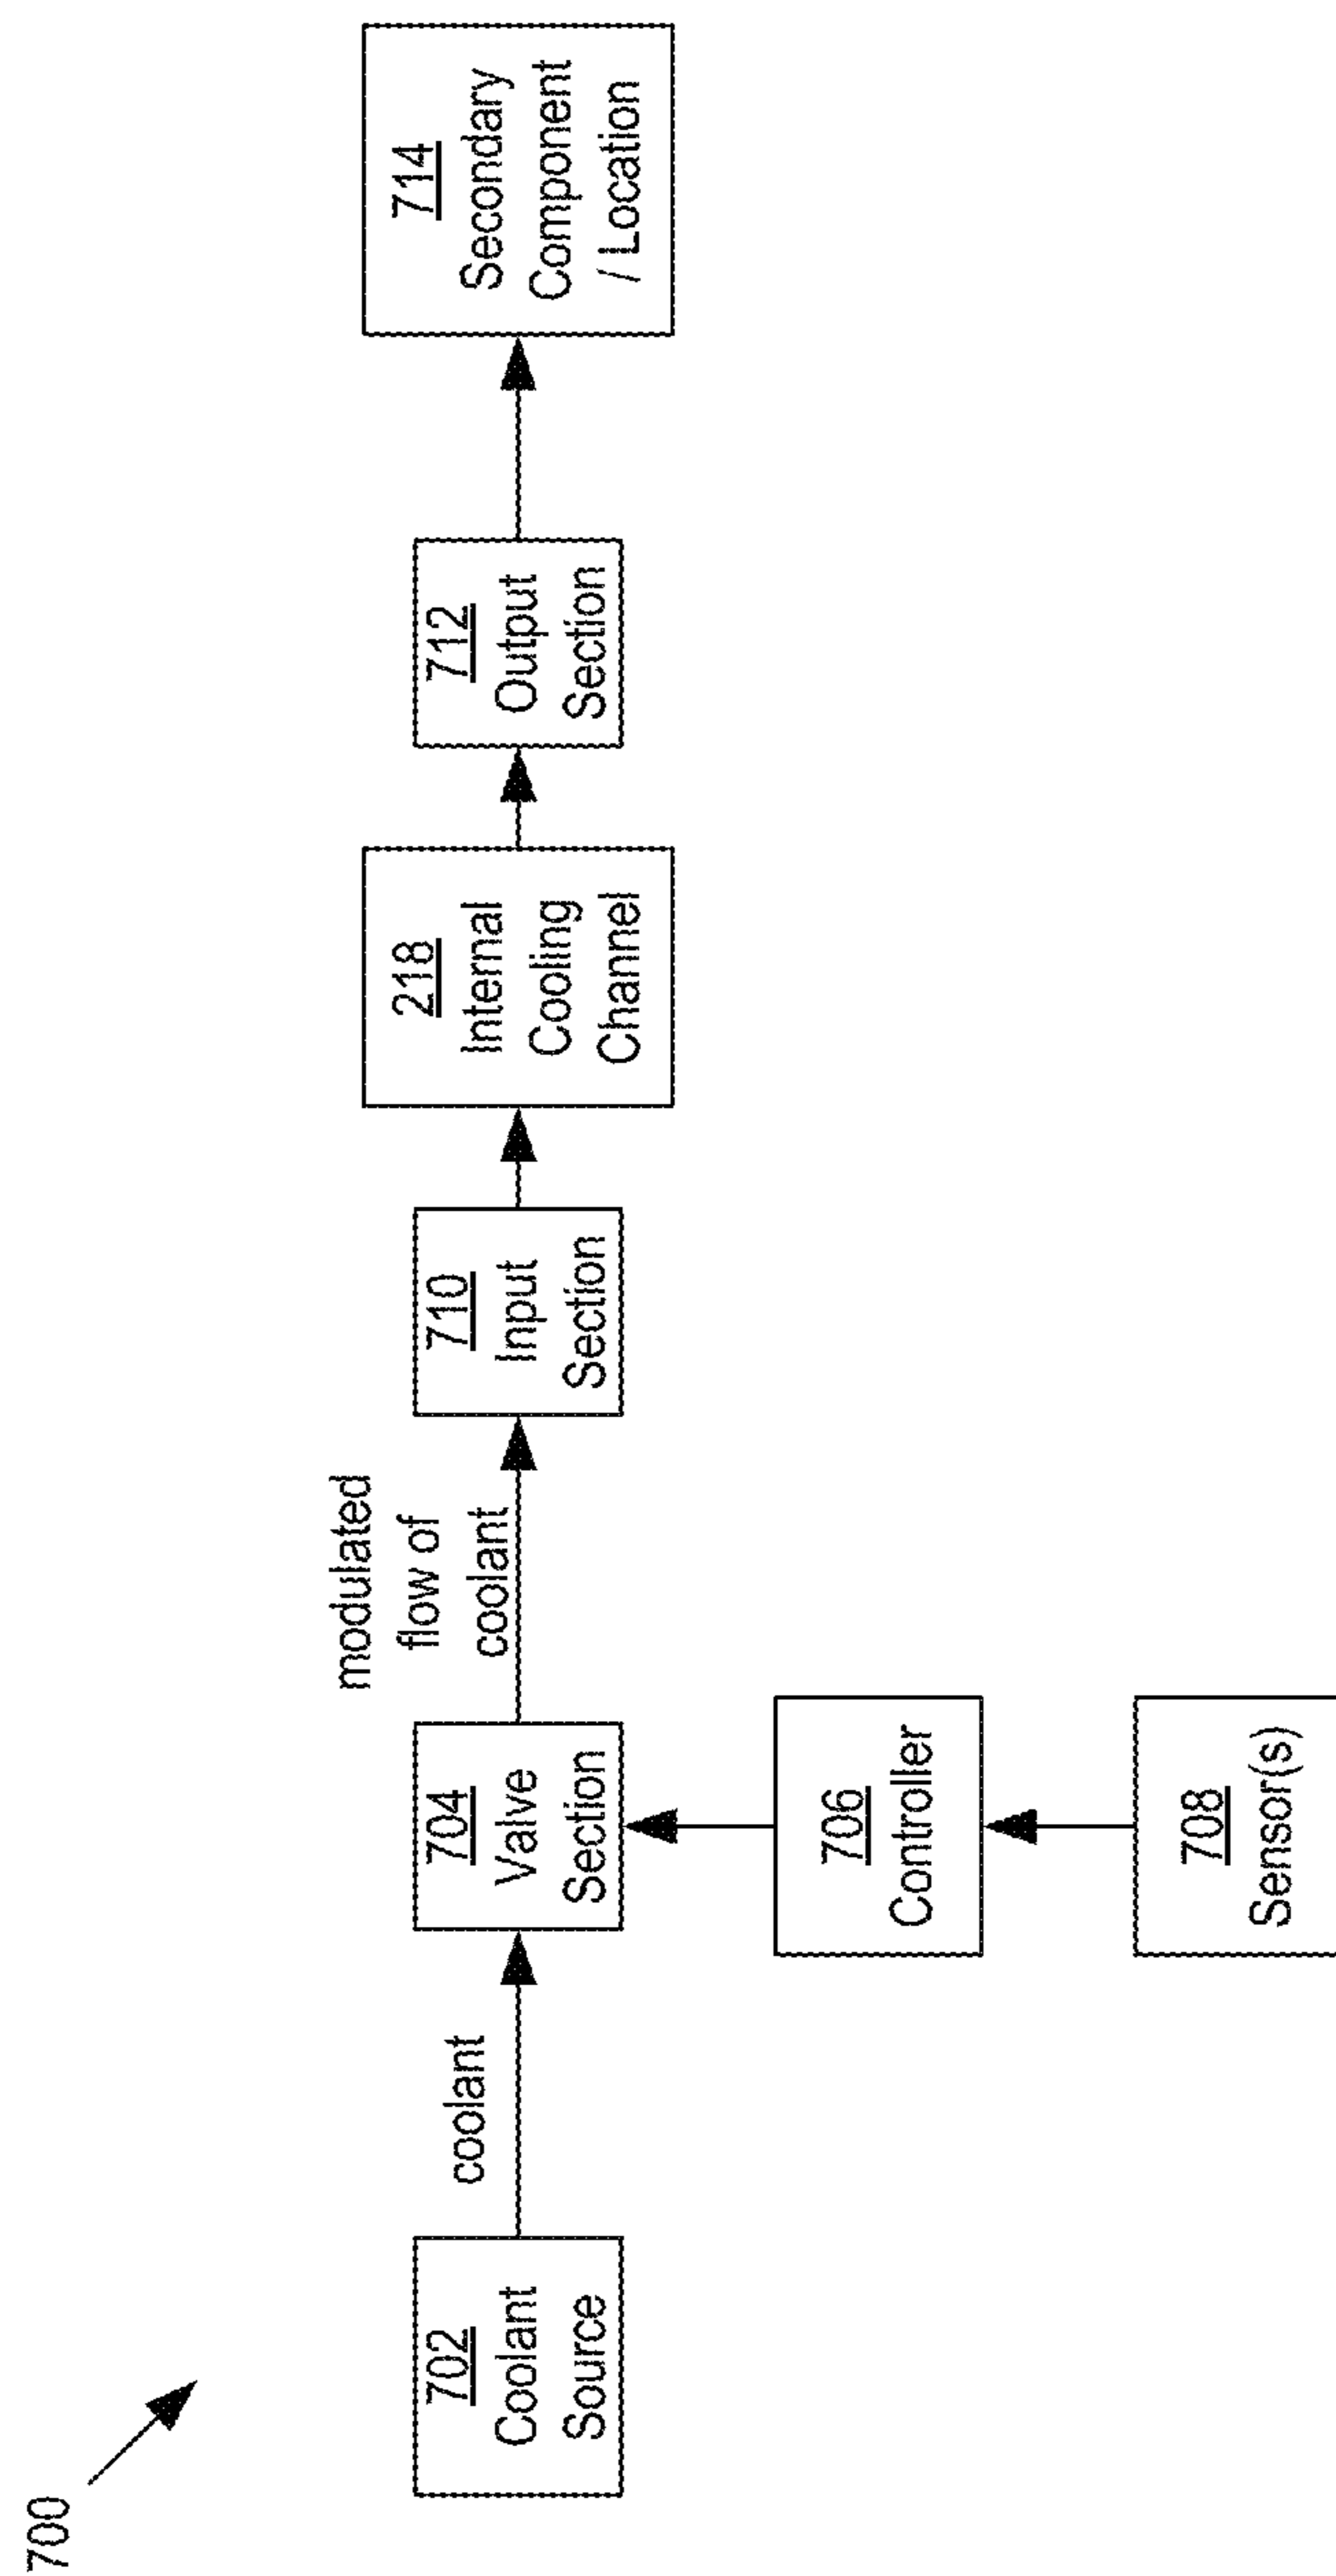 700
702
Coolant
Source
coolant
704
Valve
Section
modulated
flow of
coolant
710
Input
Section
218
Internal
Cooling
Channel
712
Output
Section
714
Secondary
Component
/ Location
706
Controller
708
Sensor(s)